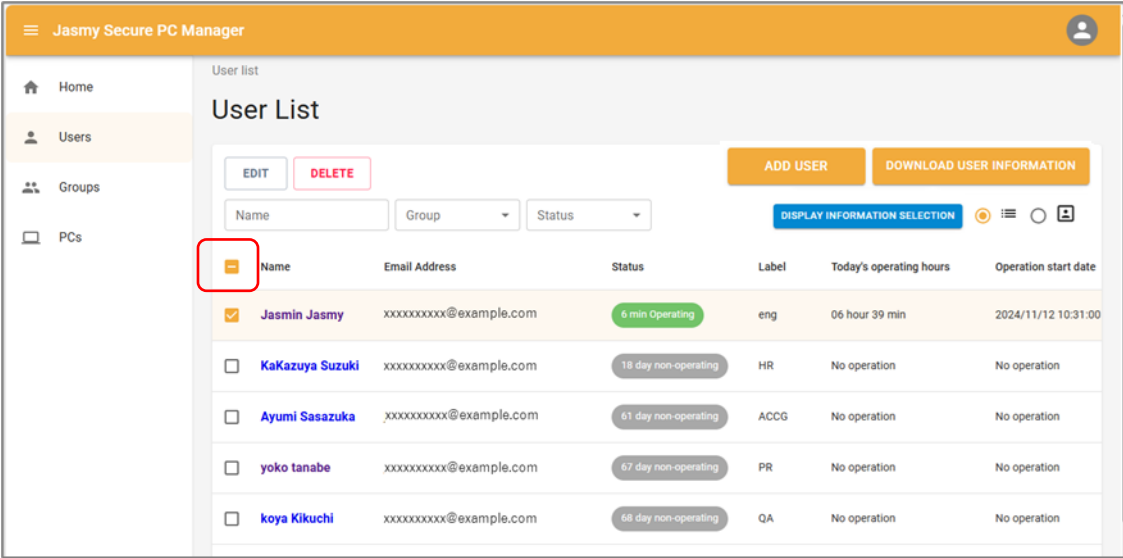 Jasmy Secure PC Manager
Home
Users
Groups
PCs
User list
User List
EDIT DELETE ADD USER DOWNLOAD USER INFORMATION
Name Group Status DISPLAY INFORMATION SELECTION
Name Email Address Status Label Today's operating hours Operation start date
Jasmin Jasmy xxxxxxxxxx@example.com 6 min Operating eng 06 hour 39 min 2024/11/12 10:31:00
KaKazuya Suzuki xxxxxxxxxx@example.com 18 day non-operating HR No operation No operation
Ayumi Sasazuka xxxxxxxxxx@example.com 61 day non-operating ACCG No operation No operation
yoko tanabe xxxxxxxxxx@example.com 67 day non-operating PR No operation No operation
koya Kikuchi xxxxxxxxxx@example.com 68 day non-operating QA No operation No operation